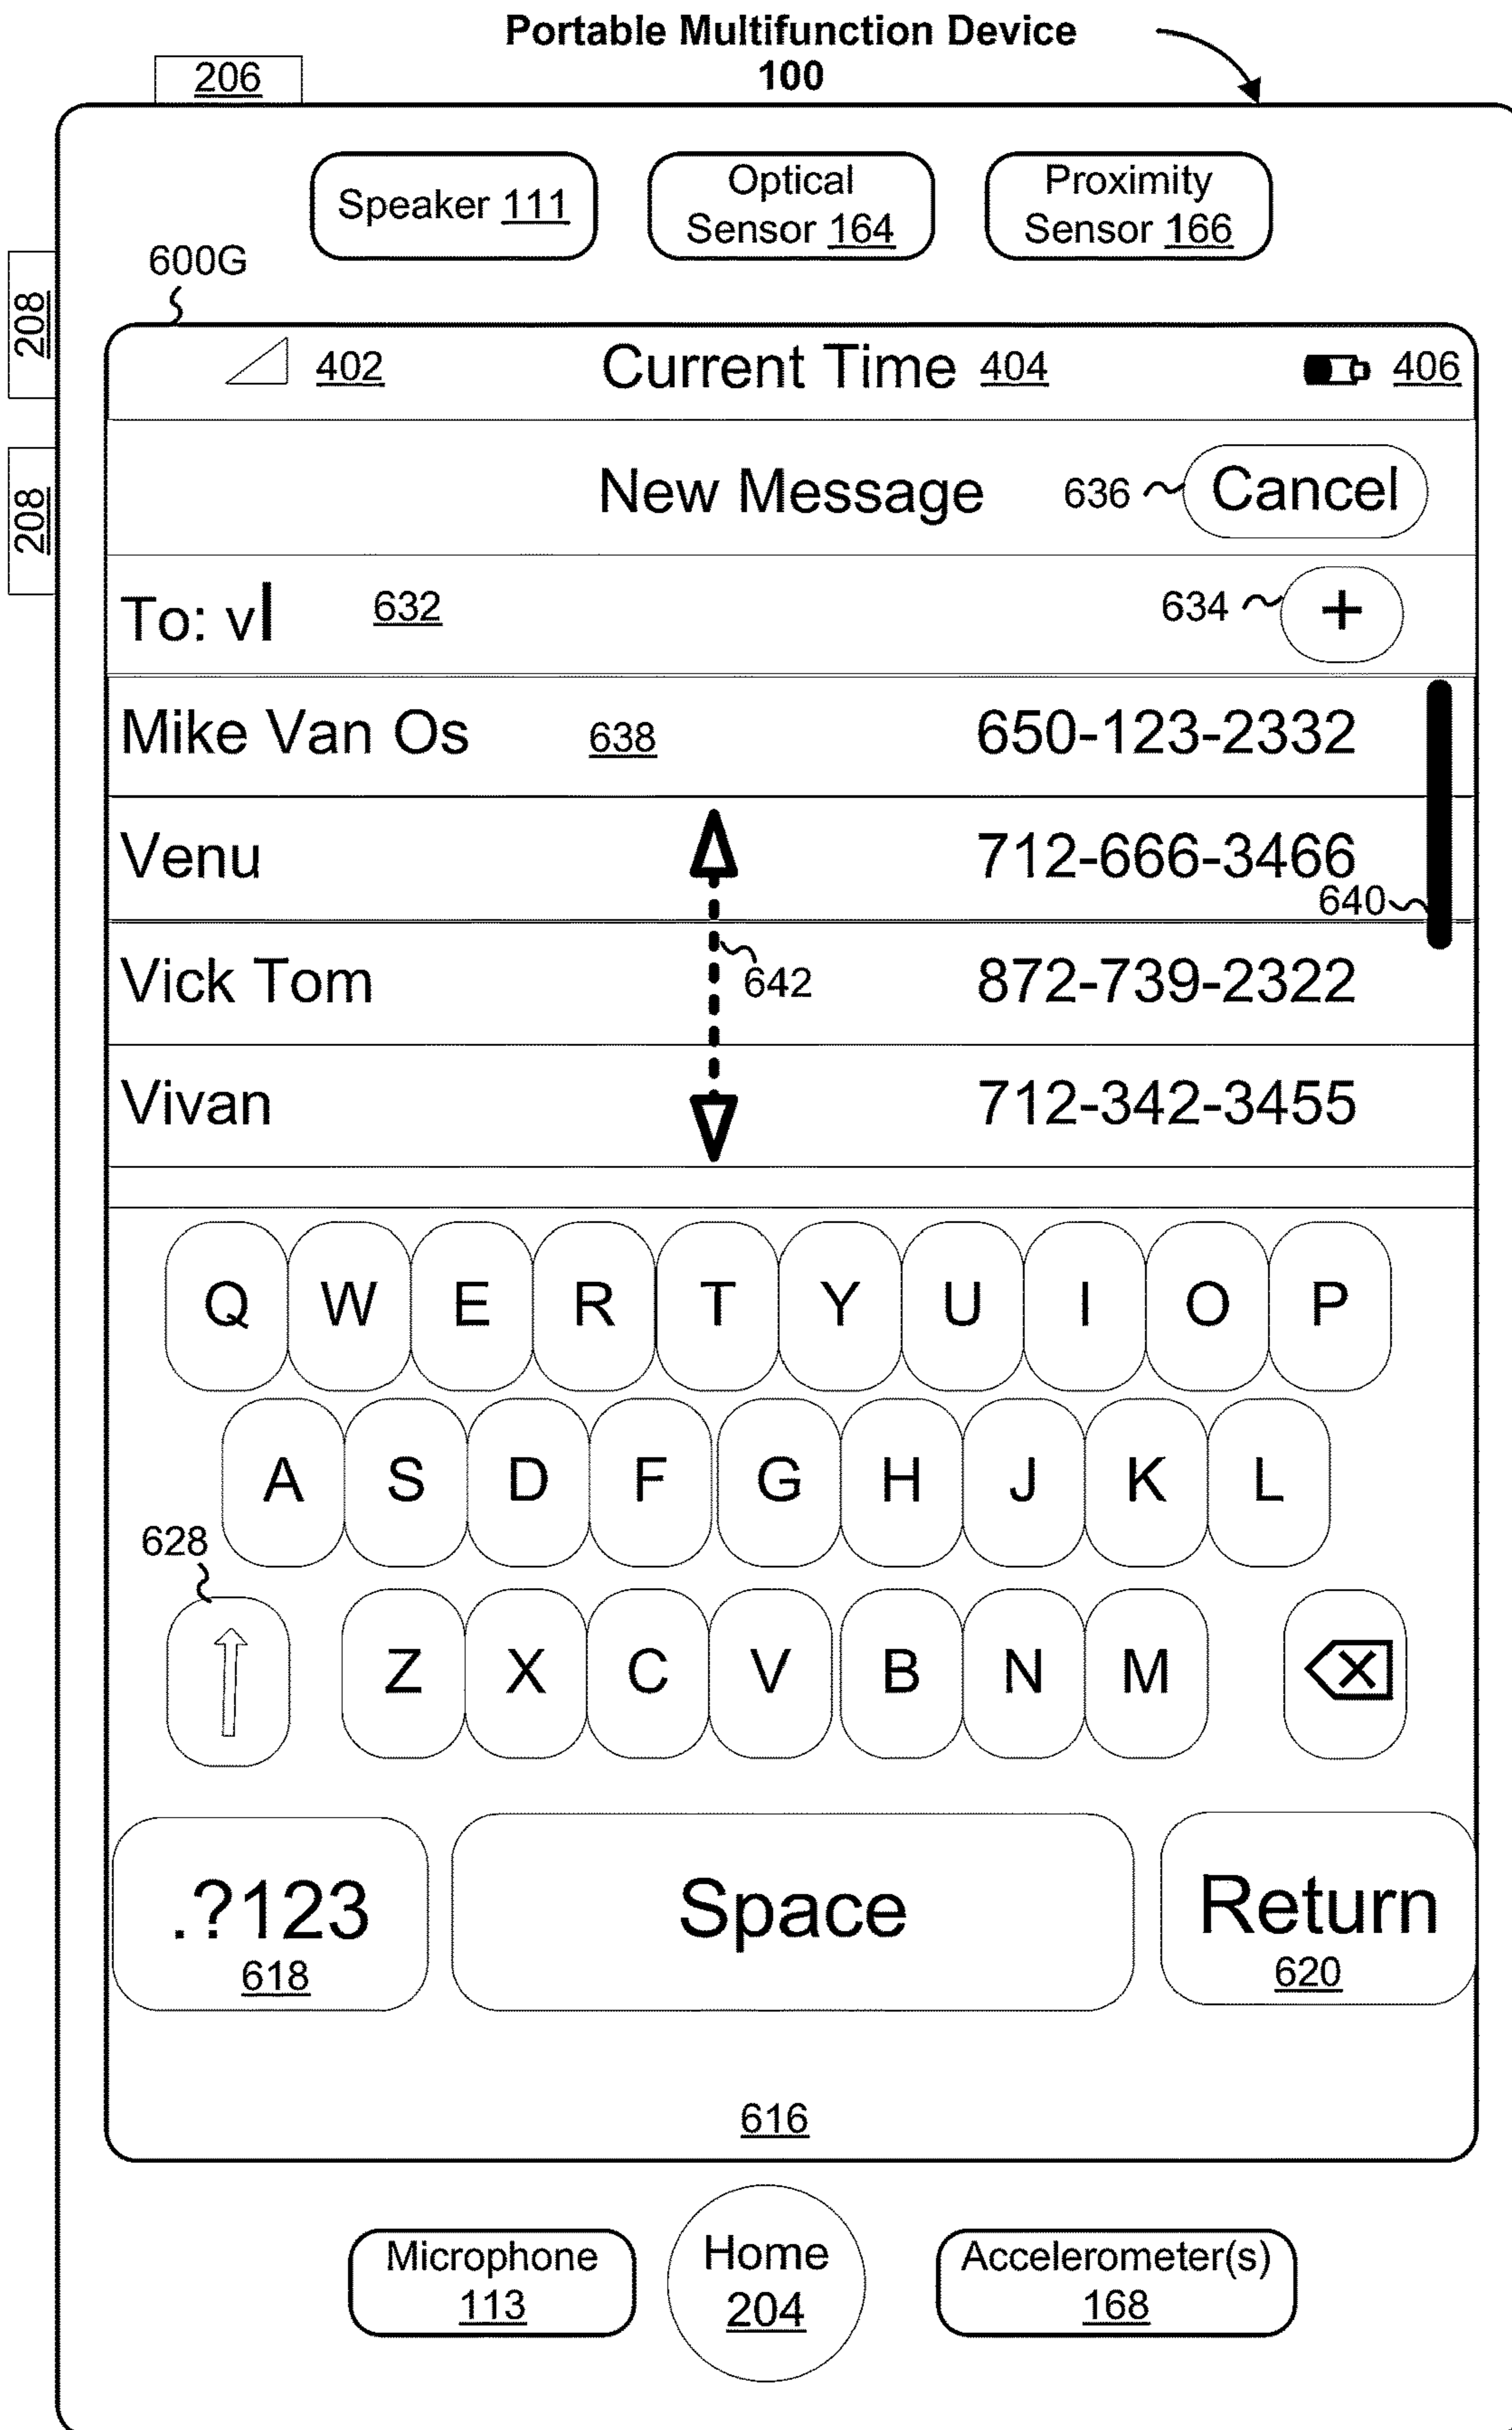 Portable Multifunction Device
100
206
Speaker 111
Optical
Sensor 164
Proximity
Sensor 166
600G
208
208
402
Current Time 404
406
New Message
636
Cancel
To: v
632
634
+
Mike Van Os
638
650-123-2332
Venu
712-666-3466
640
Vick Tom
642
872-739-2322
Vivan
712-342-3455
Q W E R T Y U I O P
A S D F G H J K L
628
Z X C V B N M
.?123
618
Space
Return
620
616
Microphone
113
Home
204
Accelerometer(s)
168